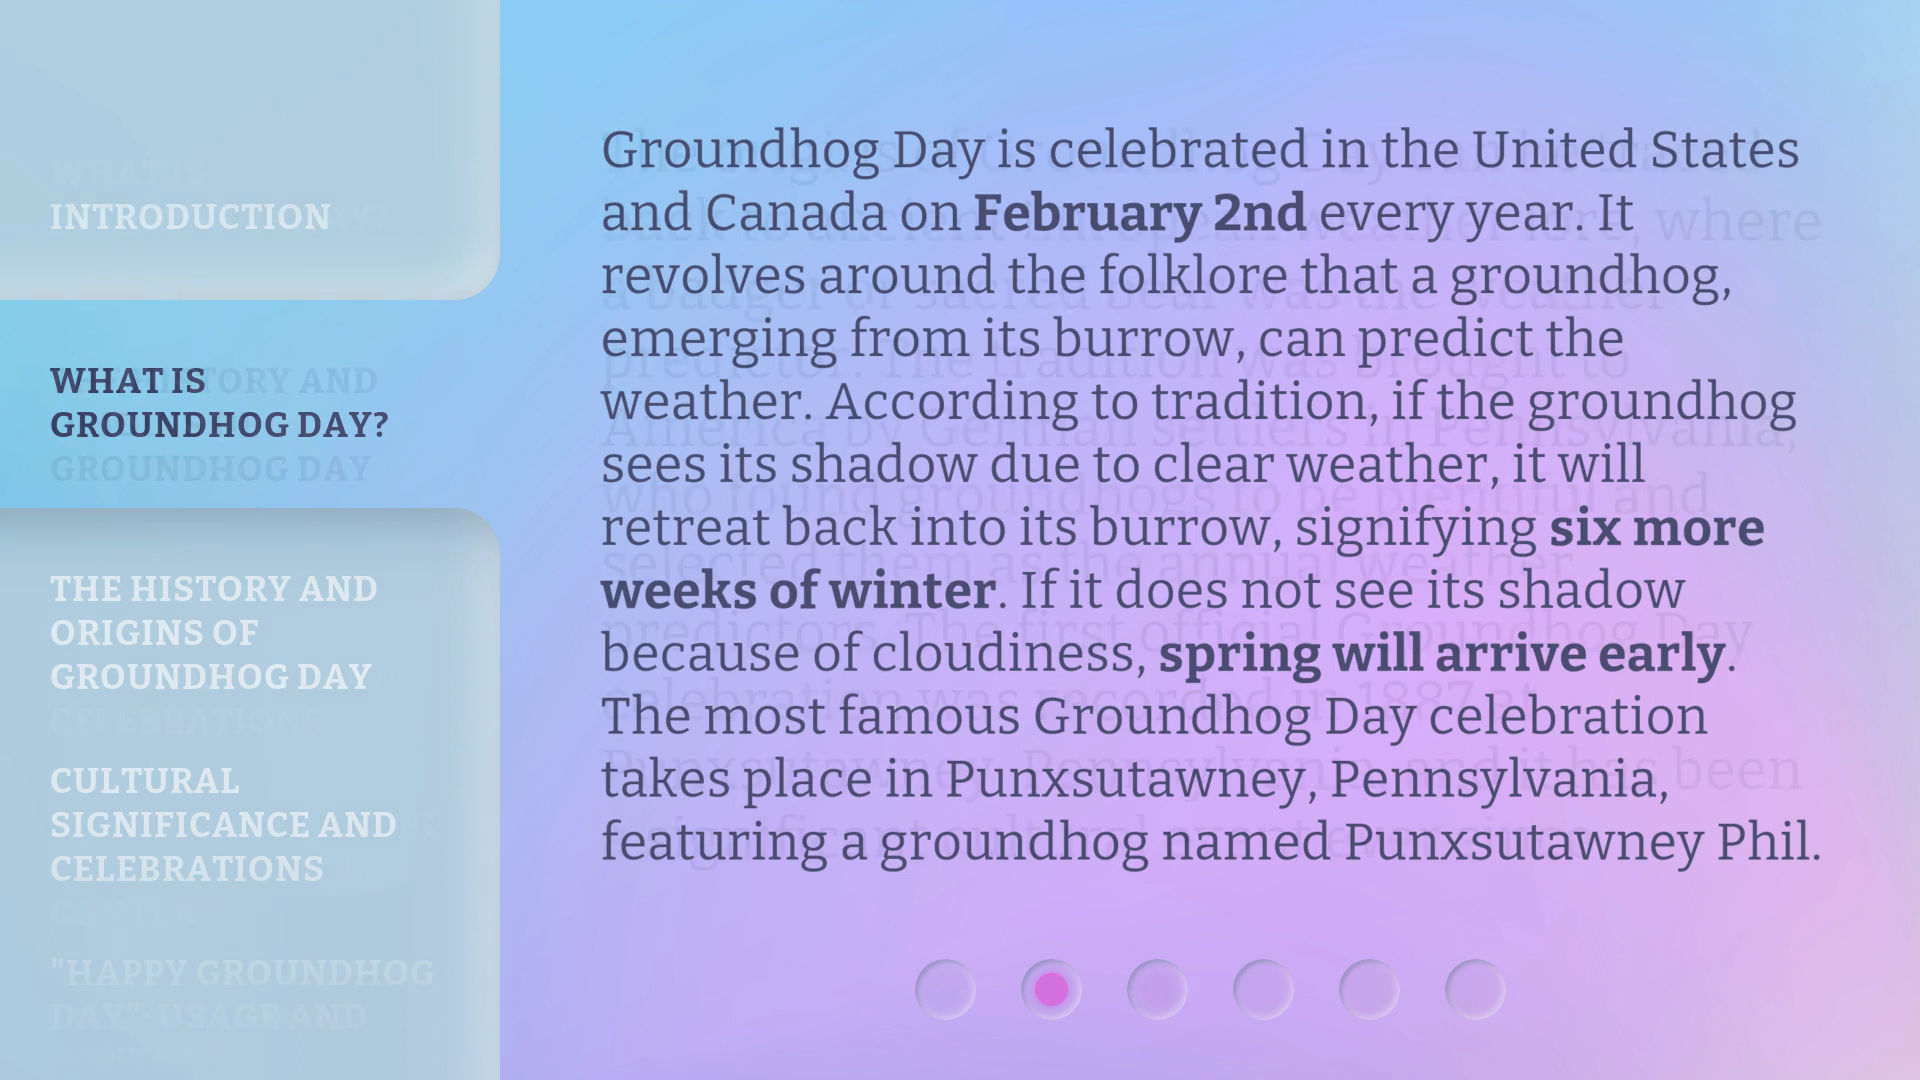 INTRODUCTION
WHAT IS
GROUNDHOG DAY?
THE HISTORY AND
ORIGINS OF
GROUNDHOG DAY
CULTURAL
SIGNIFICANCE AND
CELEBRATIONS
"HAPPY GROUNDHOG
DAY": USAGE AND
Groundhog Day is celebrated in the United States
and Canada on February 2nd every year. It
revolves around the folklore that a groundhog,
emerging from its burrow, can predict the
weather. According to tradition, if the groundhog
sees its shadow due to clear weather, it will
retreat back into its burrow, signifying six more
weeks of winter. If it does not see its shadow
because of cloudiness, spring will arrive early.
The most famous Groundhog Day celebration
takes place in Punxsutawney, Pennsylvania,
featuring a groundhog named Punxsutawney Phil.